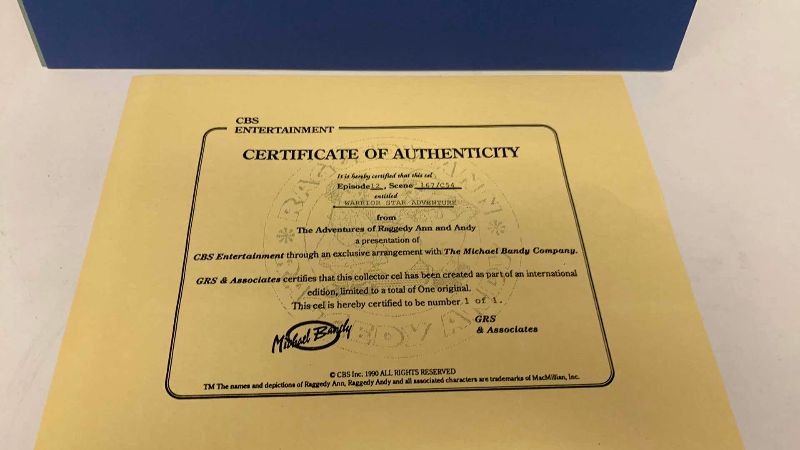 CBS
ENTERTAINMENT
CERTIFICATE OF AUTHENTICITY
It is hereby certified that this cel
Episode 12, Scene 167/C54
entitled
WARRIOR STAR ADVENTURE
from
The Adventures of Raggedy Ann and Andy
a presentation of
CBS Entertainment through an exclusive arrangement with The Michael Bandy Company.
GRS & Associates certifies that this collector cel has been created as part of an international
edition, limited to a total of One original.
This cel is hereby certified to be number 1 of 1.
Michael Bandy
GRS
& Associates
© CBS Inc. 1990 ALL RIGHTS RESERVED
TM The names and depictions of Raggedy Ann, Raggedy Andy and all associated characters are trademarks of MacMillian, Inc.